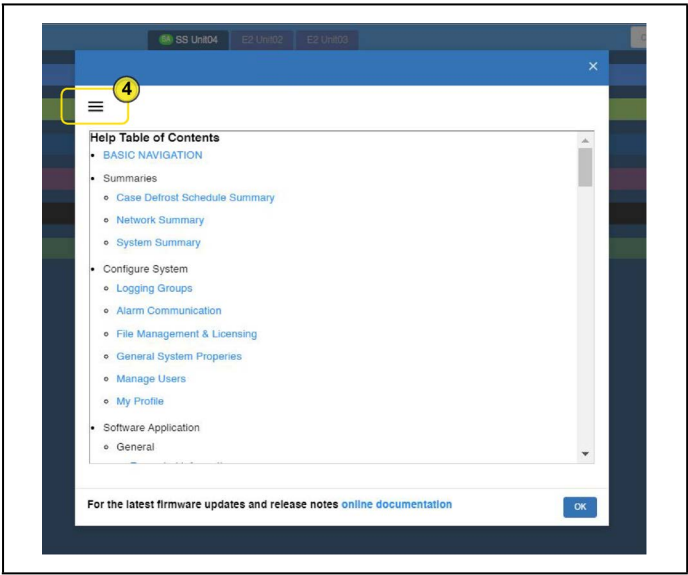 SS SS Unit04 E2 Unit02 E2 Unit03
×
4
Help Table of Contents
• BASIC NAVIGATION
• Summaries
Case Defrost Schedule Summary
Network Summary
System Summary
• Configure System
Logging Groups
Alarm Communication
File Management & Licensing
General System Properies
Manage Users
My Profile
• Software Application
General
For the latest firmware updates and release notes online documentation
OK